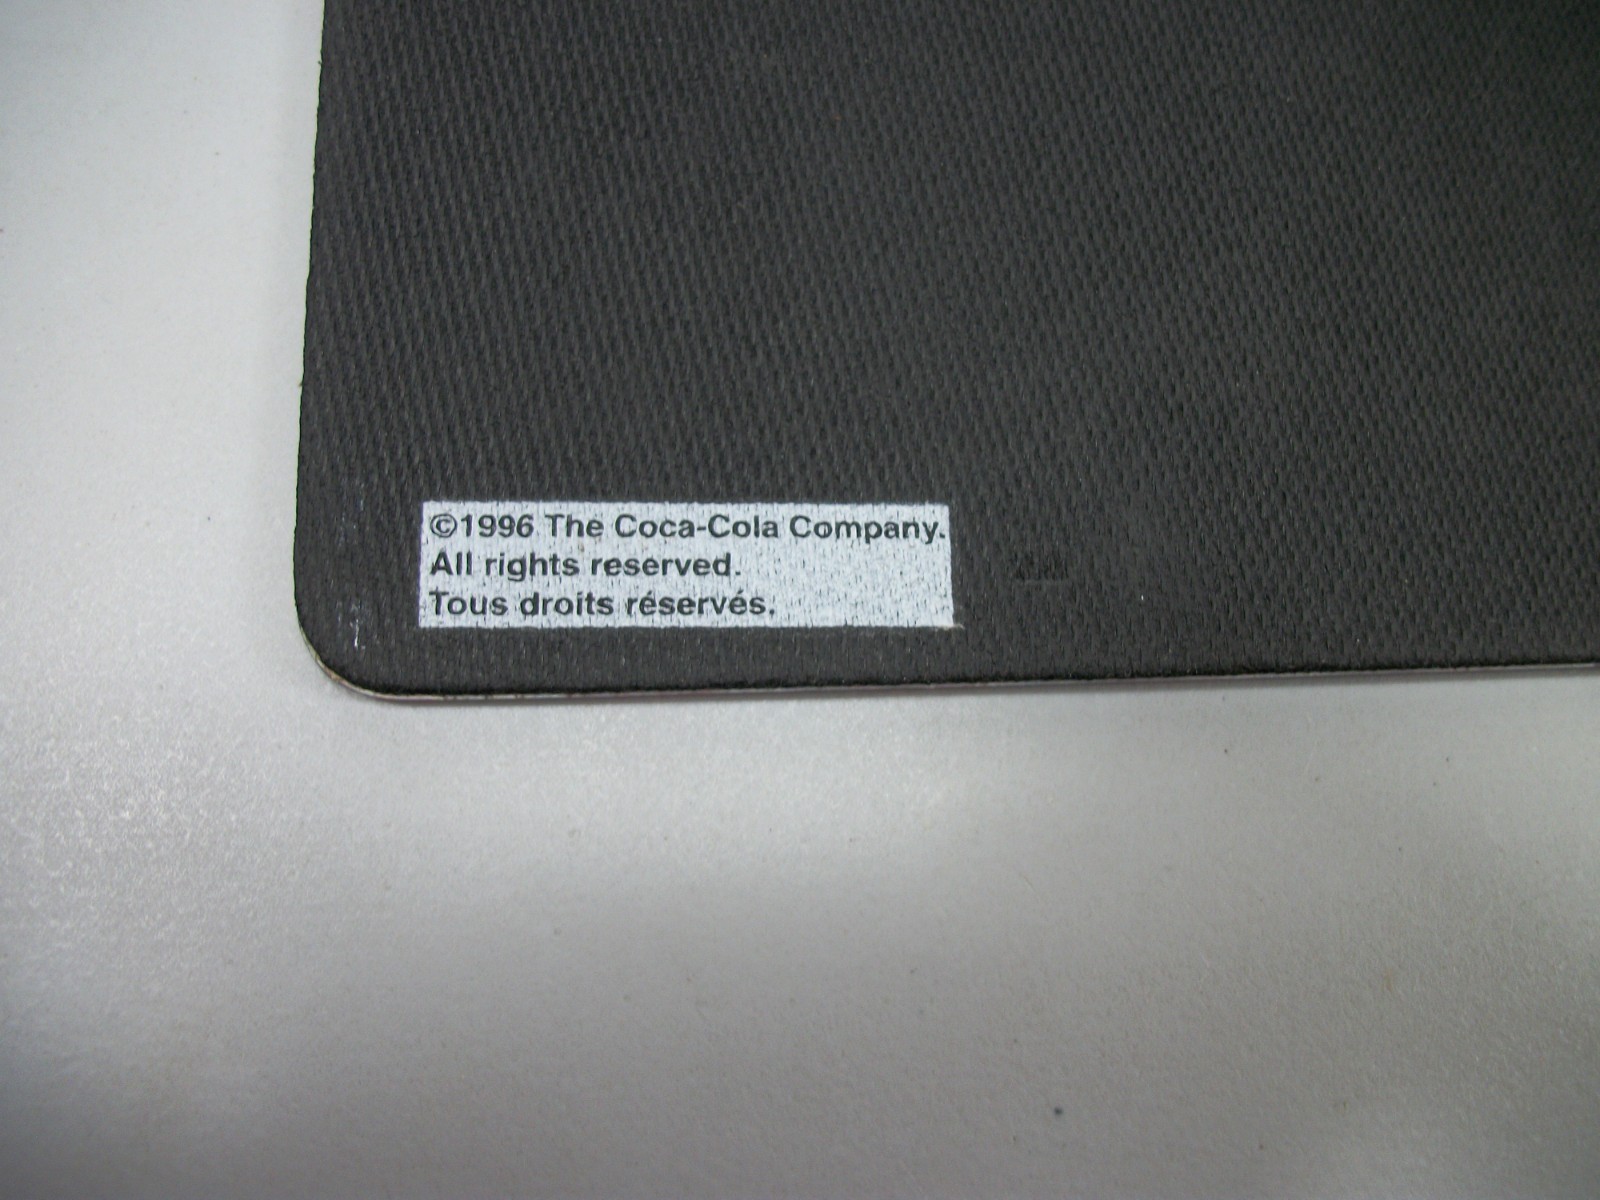 ©1996 The Coca-Cola Company.
All rights reserved.
Tous droits réservés.